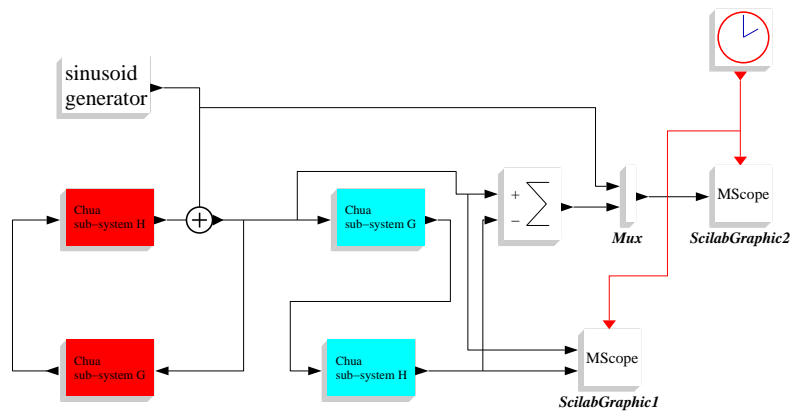 sinusoid
generator
Chua
sub−system H
Chua
sub−system G
+
−
MScope
Mux
ScilabGraphic2
Chua
sub−system G
Chua
sub−system H
MScope
ScilabGraphic1